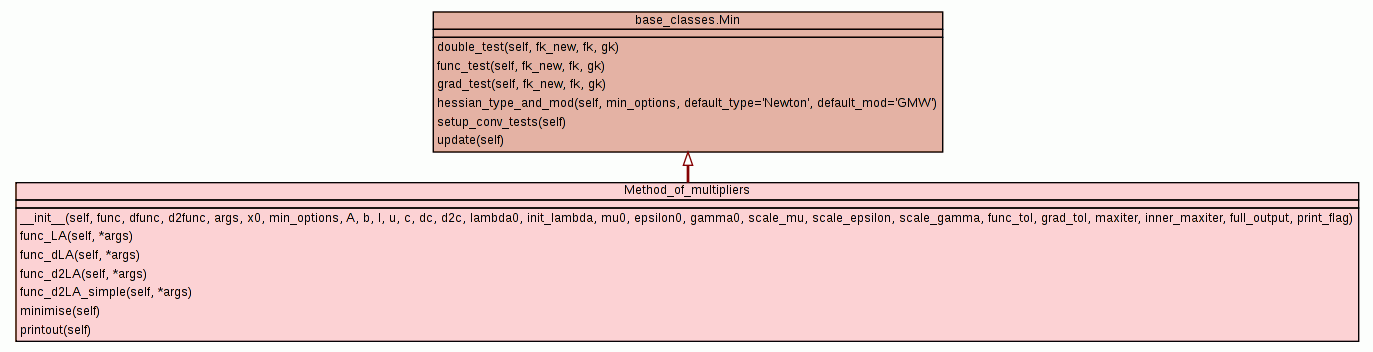 base_classes.Min
double_test(self, fk_new, fk, gk)
func_test(self, fk_new, fk, gk)
grad_test(self, fk_new, fk, gk)
hessian_type_and_mod(self, min_options, default_type='Newton', default_mod='GMW')
setup_conv_tests(self)
update(self)
Method_of_multipliers
__init__(self, func, dfunc, d2func, args, x0, min_options, A, b, l, u, c, dc, d2c, lambda0, init_lambda, mu0, epsilon0, gamma0, scale_mu, scale_epsilon, scale_gamma, func_tol, grad_tol, maxiter, inner_maxiter, full_output, print_flag)
func_LA(self, *args)
func_dLA(self, *args)
func_d2LA(self, *args)
func_d2LA_simple(self, *args)
minimise(self)
printout(self)